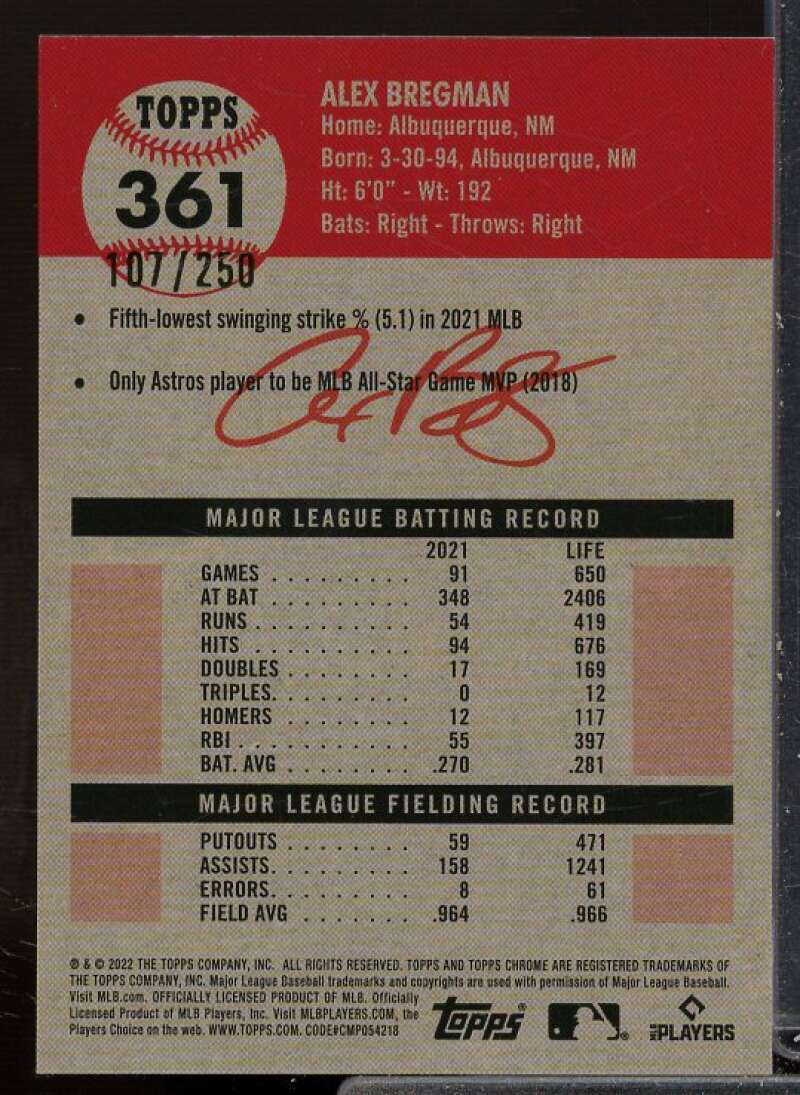 TOPPS
361
107/250
ALEX BREGMAN
Home: Albuquerque, NM
Born: 3-30-94, Albuquerque, NM
Ht: 6'0" - Wt: 192
Bats: Right - Throws: Right
• Fifth-lowest swinging strike % (5.1) in 2021 MLB
• Only Astros player to be MLB All-Star Game MVP (2018)
MAJOR LEAGUE BATTING RECORD
2021 LIFE
GAMES . . . . . . . . . 91 650
AT BAT . . . . . . . . . 348 2406
RUNS . . . . . . . . . . 54 419
HITS . . . . . . . . . . 94 676
DOUBLES . . . . . . . . 17 169
TRIPLES. . . . . . . . . 0 12
HOMERS . . . . . . . . 12 117
RBI . . . . . . . . . . . 55 397
BAT. AVG . . . . . . . . .270 .281
MAJOR LEAGUE FIELDING RECORD
PUTOUTS . . . . . . . . 59 471
ASSISTS. . . . . . . . . 158 1241
ERRORS. . . . . . . . . 8 61
FIELD AVG . . . . . . . .964 .966
® & © 2022 THE TOPPS COMPANY, INC. ALL RIGHTS RESERVED. TOPPS AND TOPPS CHROME ARE REGISTERED TRADEMARKS OF
THE TOPPS COMPANY, INC. Major League Baseball trademarks and copyrights are used with permission of Major League Baseball.
Visit MLB.com. OFFICIALLY LICENSED PRODUCT OF MLB. Officially
Licensed Product of MLB Players, Inc. Visit MLBPLAYERS.COM, the
Players Choice on the web. WWW.TOPPS.COM. CODE#CMP054218
Topps®
MLB PLAYERS